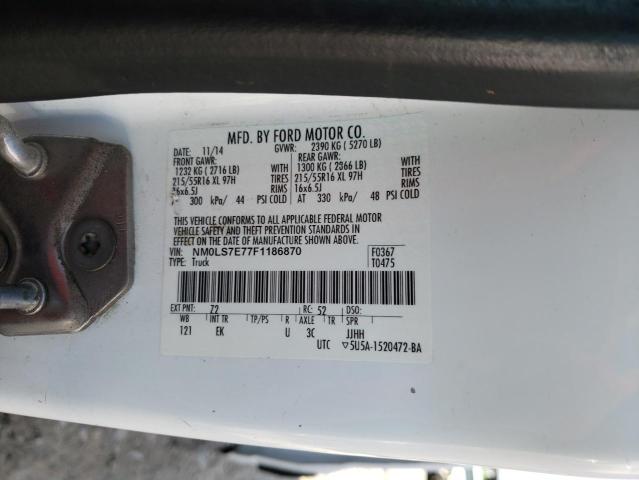 MFD. BY FORD MOTOR CO.
DATE: 11/14 GVWR: 2390 KG ( 5270 LB)
FRONT GAWR: REAR GAWR:
1232 KG ( 2716 LB) WITH 1300 KG ( 2866 LB) WITH
215/55R16 XL 97H TIRES 215/55R16 XL 97H TIRES
16x6.5J RIMS 16x6.5J RIMS
300 kPa/ 44 PSI COLD AT 330 kPa/ 48 PSI COLD
THIS VEHICLE CONFORMS TO ALL APPLICABLE FEDERAL MOTOR
VEHICLE SAFETY AND THEFT PREVENTION STANDARDS IN
EFFECT ON THE DATE OF MANUFACTURE SHOWN ABOVE.
VIN: NM0LS7E77F1186870 F0367
TYPE: Truck T0475
EXT PNT: Z2 RC: 52 DSO:
WB INT TR TP/PS R AXLE TR SPR
121 EK U 3C JJHH
UTC ▽5U5A-1520472-BA